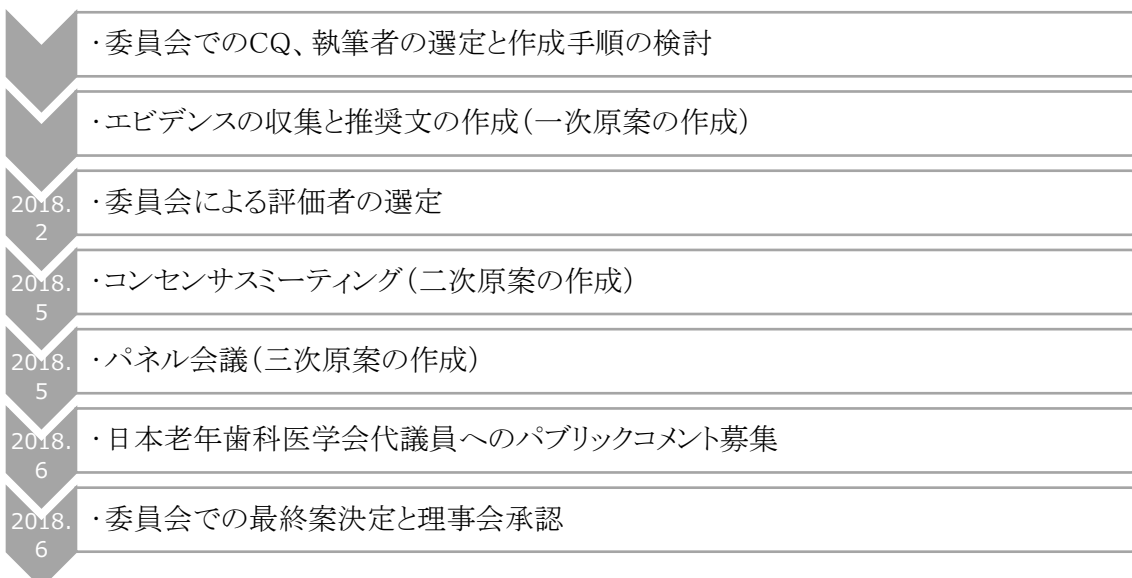 ・委員会でのCQ、執筆者の選定と作成手順の検討
・エビデンスの収集と推奨文の作成（一次原案の作成）
2018.
2
・委員会による評価者の選定
2018.
5
・コンセンサスミーティング（二次原案の作成）
2018.
5
・パネル会議（三次原案の作成）
2018.
6
・日本老年歯科医学会代議員へのパブリックコメント募集
2018.
6
・委員会での最終案決定と理事会承認